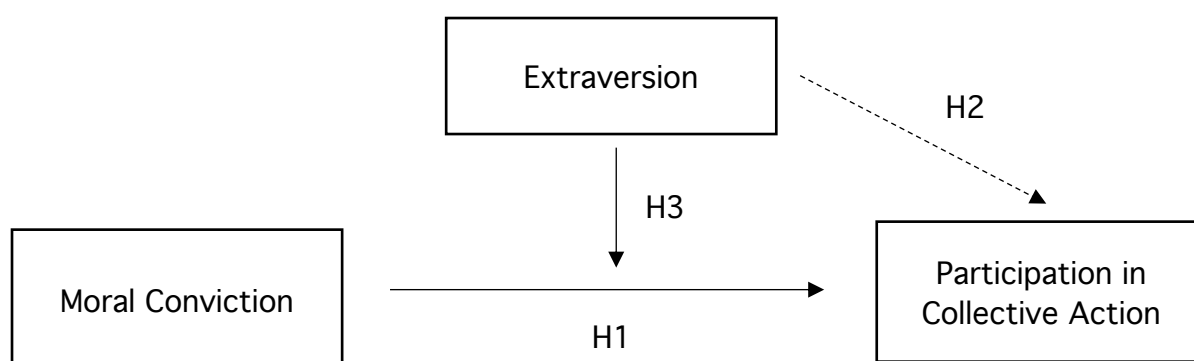 Extraversion
H2
H3
Moral Conviction
Participation in
Collective Action
H1